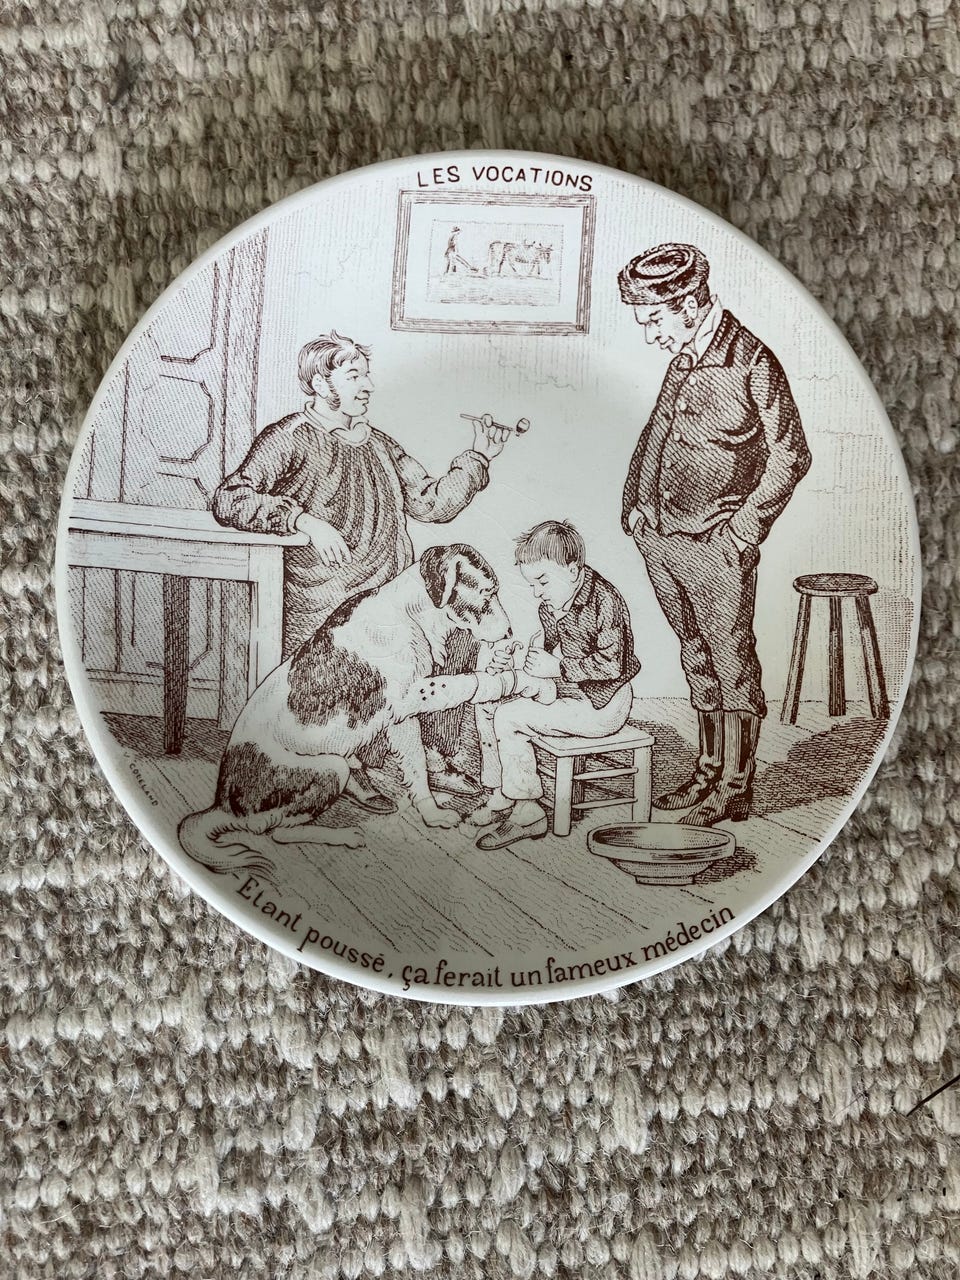 LES VOCATIONS
Etant poussé, ça ferait un fameux médecin